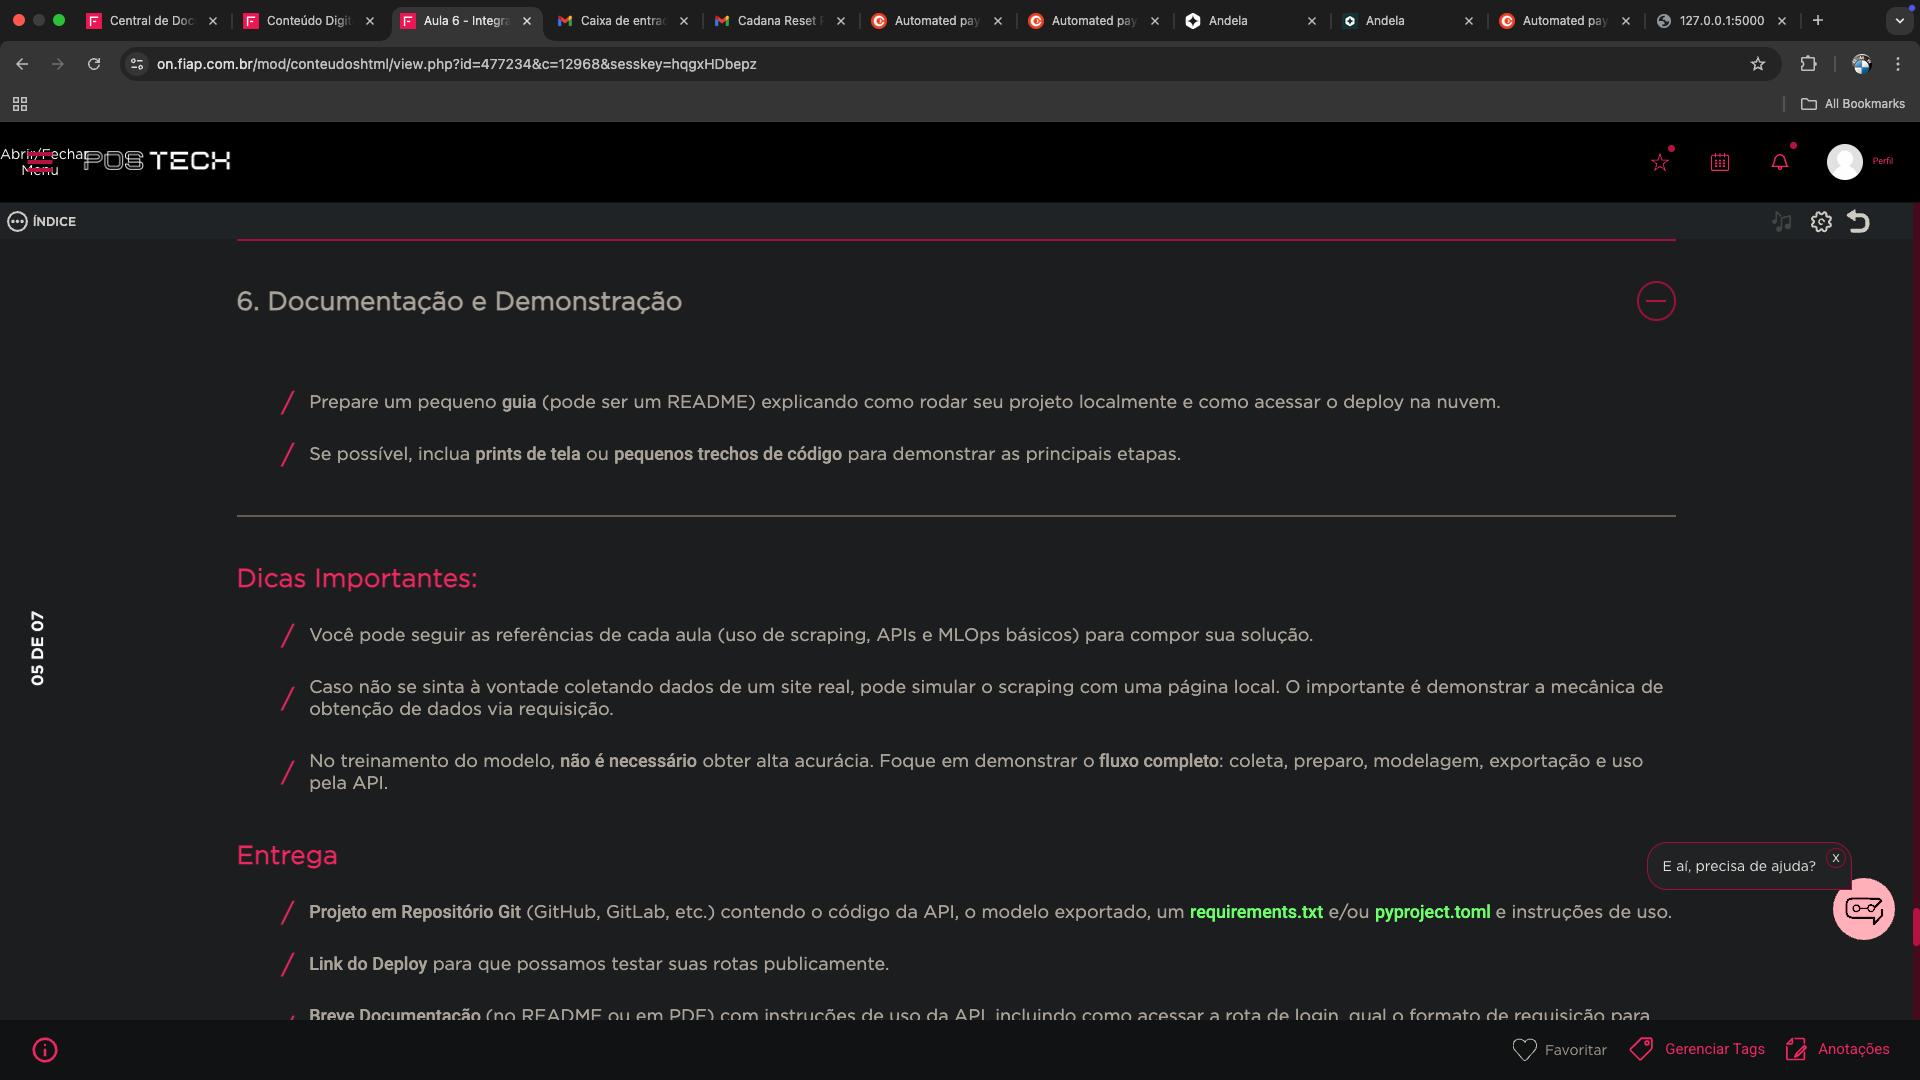 Central de Doc
Conteúdo Digit
Aula 6 - Integra
Caixa de entrad
Cadana Reset P
Automated pay
Automated pay
Andela
Andela
Automated pay
127.0.0.1:5000
on.fiap.com.br/mod/conteudoshtml/view.php?id=477234&c=12968&sesskey=hqgxHDbepz
All Bookmarks
Abrir/Fechar
Menu
POS TECH
Perfil
ÍNDICE
6. Documentação e Demonstração
Prepare um pequeno guia (pode ser um README) explicando como rodar seu projeto localmente e como acessar o deploy na nuvem.
Se possível, inclua prints de tela ou pequenos trechos de código para demonstrar as principais etapas.
Dicas Importantes:
Você pode seguir as referências de cada aula (uso de scraping, APIs e MLOps básicos) para compor sua solução.
05 DE 07
Caso não se sinta à vontade coletando dados de um site real, pode simular o scraping com uma página local. O importante é demonstrar a mecânica de
obtenção de dados via requisição.
No treinamento do modelo, não é necessário obter alta acurácia. Foque em demonstrar o fluxo completo: coleta, preparo, modelagem, exportação e uso
pela API.
Entrega
E aí, precisa de ajuda?
X
Projeto em Repositório Git (GitHub, GitLab, etc.) contendo o código da API, o modelo exportado, um requirements.txt e/ou pyproject.toml e instruções de uso.
Link do Deploy para que possamos testar suas rotas publicamente.
Breve Documentação (no README ou em PDF) com instruções de uso da API, incluindo como acessar a rota de login, qual o formato de requisição para
Favoritar
Gerenciar Tags
Anotações